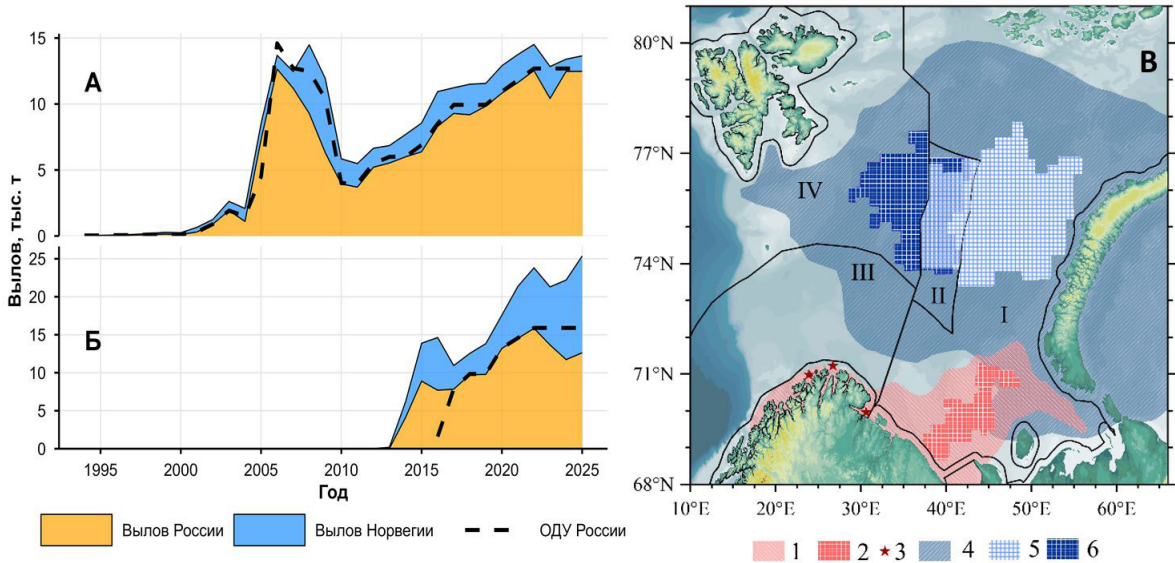 А
15
10
5
0
Вылов, тыс. т
Б
25
20
15
10
5
0
1995 2000 2005 2010 2015 2020 2025
Год
Вылов России Вылов Норвегии ОДУ России
В
80°N
77°N
74°N
71°N
68°N
IV
III
II
I
10°E 20°E 30°E 40°E 50°E 60°E
1 2 3 4 5 6